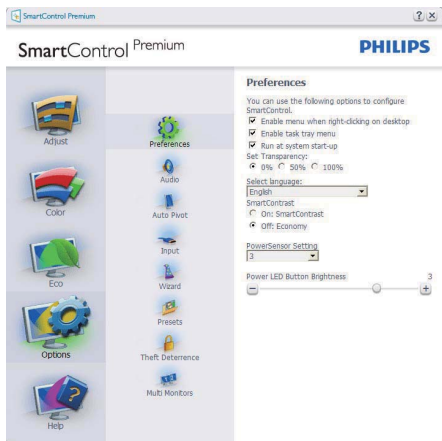 SmartControl Premium
SmartControl Premium
PHILIPS
Adjust
Color
Eco
Options
Help
Preferences
Audio
Auto Pivot
Input
Wizard
Presets
Theft Deterrence
Multi Monitors
Preferences
You can use the following options to configure
SmartControl.
Enable menu when right-clicking on desktop
Enable task tray menu
Run at system start-up
Set Transparency:
0% 50% 100%
Select language:
English
SmartContrast
On: SmartContrast
Off: Economy
PowerSensor Setting
3
Power LED Button Brightness 3